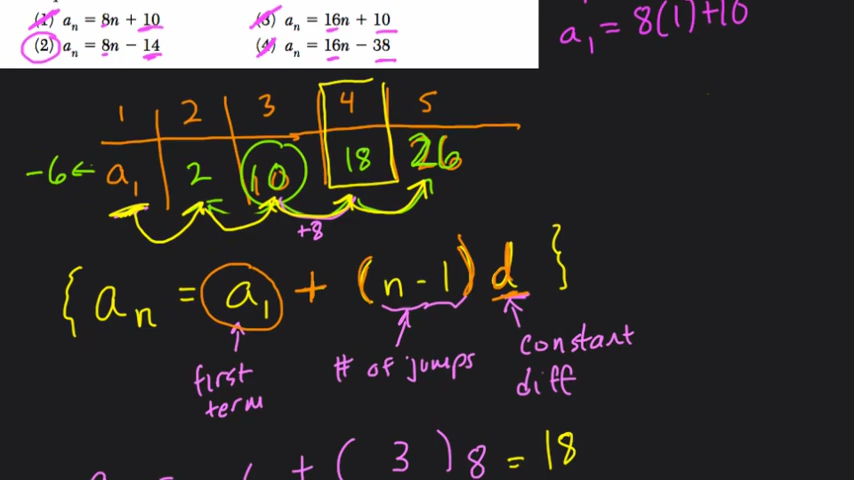 (1) aₙ = 8n + 10 (3) aₙ = 16n + 10
(2) aₙ = 8n − 14 (4) aₙ = 16n − 38
a₁ = 8(1)+10
1 2 3 4 5
-6 ← a₁ 2 10 18 26
+8
{ aₙ = a₁ + (n-1) d }
first term
# of jumps
constant diff
+ ( 3 ) 8 = 18